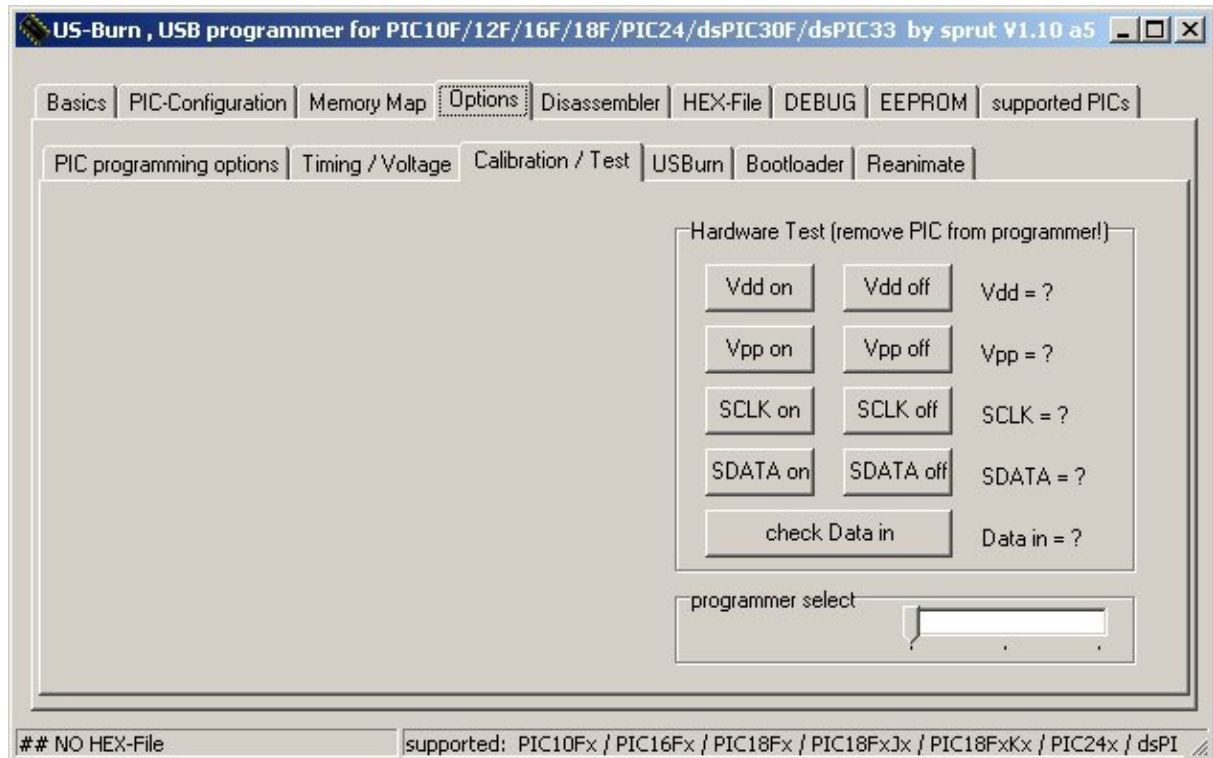 US-Burn , USB programmer for PIC10F/12F/16F/18F/PIC24/dsPIC30F/dsPIC33 by sprut V1.10 a5
Basics PIC-Configuration Memory Map Options Disassembler HEX-File DEBUG EEPROM supported PICs
PIC programming options Timing / Voltage Calibration / Test USBurn Bootloader Reanimate
Hardware Test (remove PIC from programmer!)
Vdd on Vdd off Vdd = ?
Vpp on Vpp off Vpp = ?
SCLK on SCLK off SCLK = ?
SDATA on SDATA off SDATA = ?
check Data in Data in = ?
programmer select
## NO HEX-File supported: PIC10Fx / PIC16Fx / PIC18Fx / PIC18FxJx / PIC18FxKx / PIC24x / dsPI